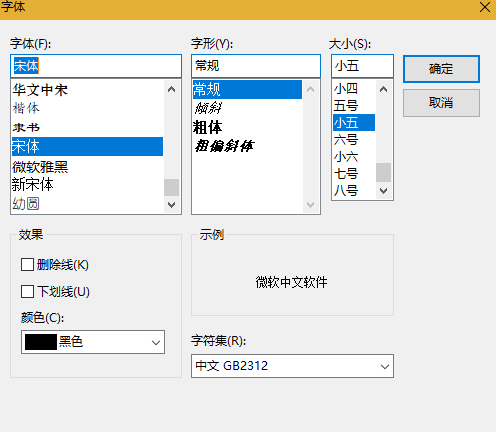 字体
字体(F):
宋体
华文中宋
楷体
隶书
宋体
微软雅黑
新宋体
幼圆
字形(Y):
常规
常规
倾斜
粗体
粗偏斜体
大小(S):
小五
小四
五号
小五
六号
小六
七号
八号
确定
取消
效果
删除线(K)
下划线(U)
颜色(C):
黑色
示例
微软中文软件
字符集(R):
中文 GB2312